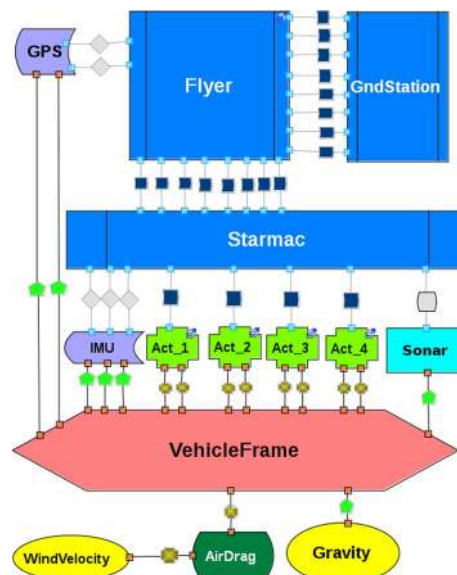 GPS
Flyer
GndStation
Starmac
IMU
Act_1
Act_2
Act_3
Act_4
Sonar
VehicleFrame
WindVelocity
AirDrag
Gravity